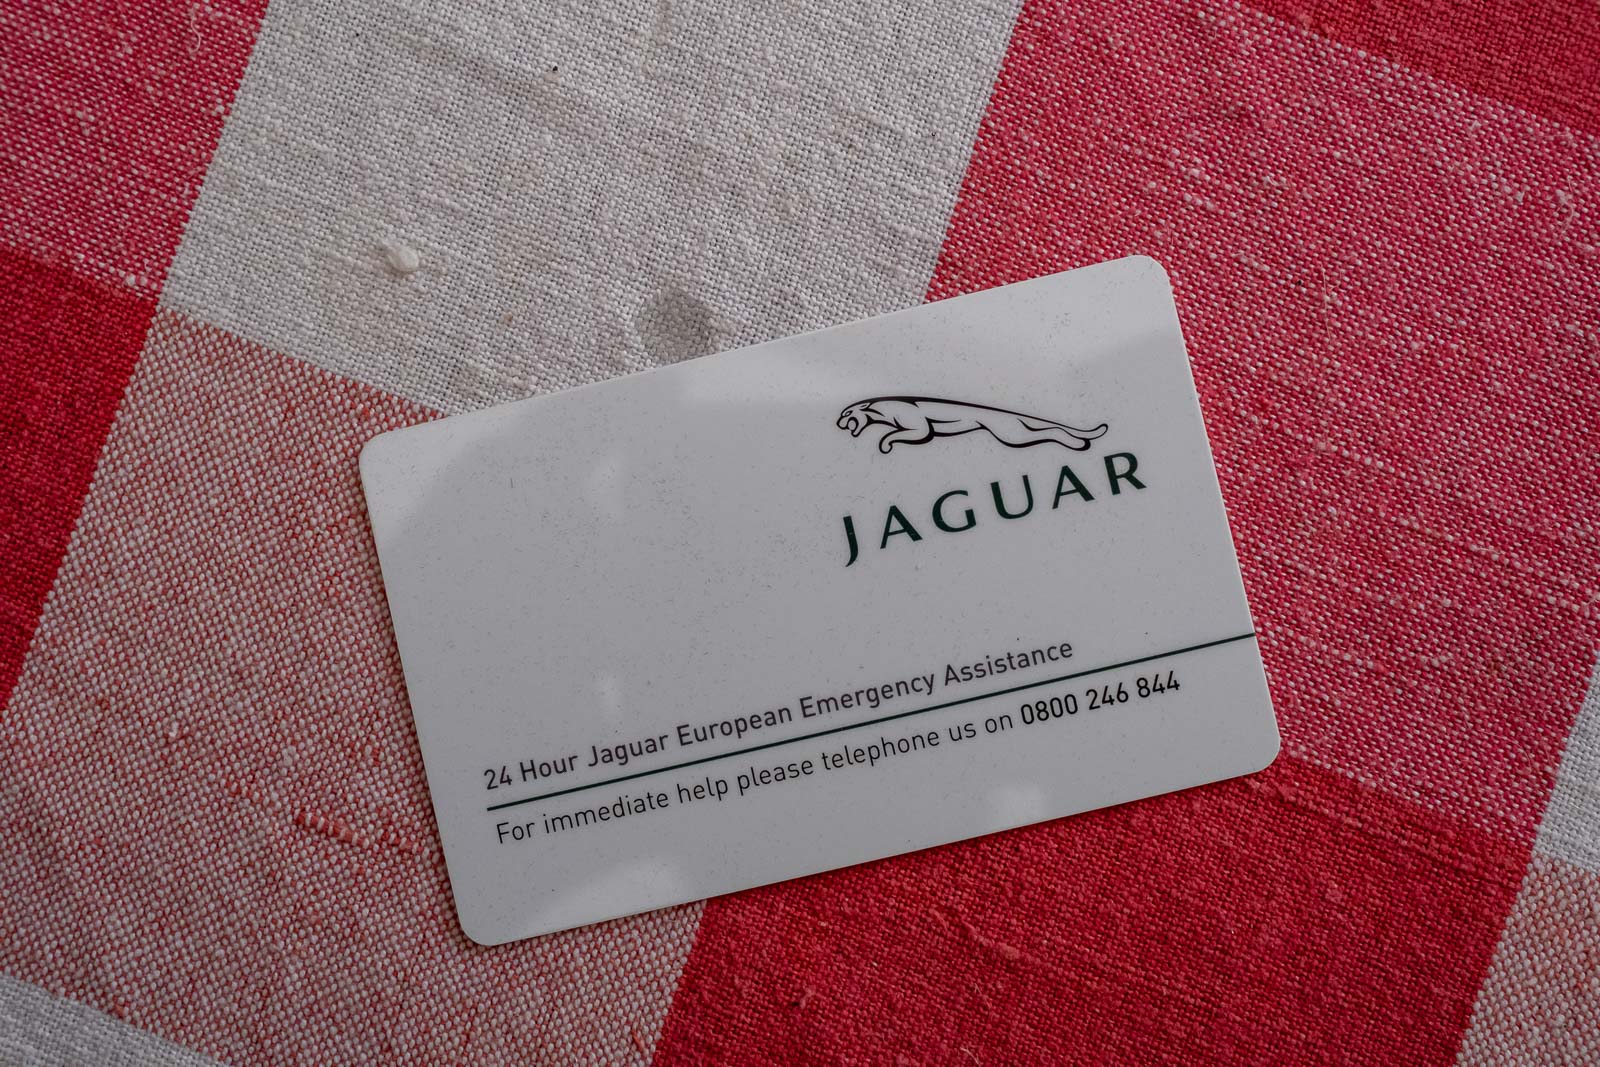 JAGUAR
24 Hour Jaguar European Emergency Assistance
For immediate help please telephone us on 0800 246 844